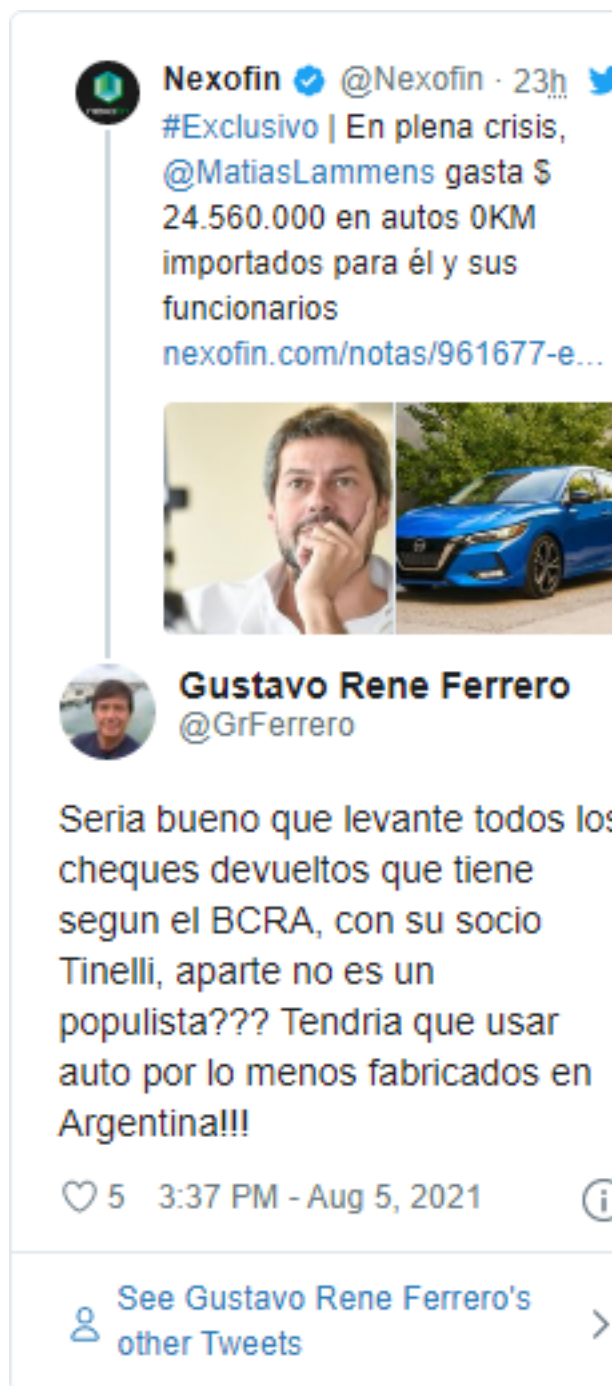 Nexofin @Nexofin · 23h
#Exclusivo | En plena crisis,
@MatiasLammens gasta $
24.560.000 en autos 0KM
importados para él y sus
funcionarios
nexofin.com/notas/961677-e...
Gustavo Rene Ferrero
@GrFerrero
Seria bueno que levante todos los
cheques devueltos que tiene
segun el BCRA, con su socio
Tinelli, aparte no es un
populista??? Tendria que usar
auto por lo menos fabricados en
Argentina!!!
5 3:37 PM - Aug 5, 2021
See Gustavo Rene Ferrero's
other Tweets